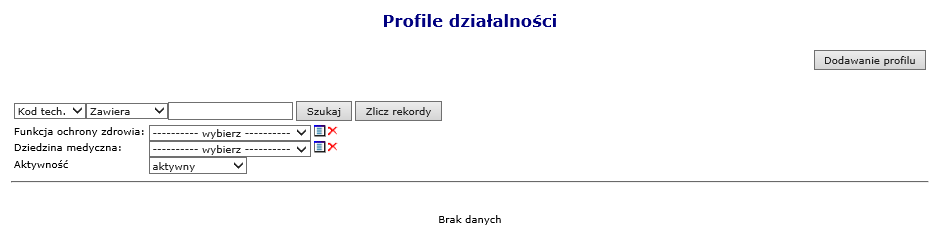 Profile działalności
Dodawanie profilu
Kod tech. Zawiera Szukaj Zlicz rekordy
Funkcja ochrony zdrowia: ---------- wybierz ----------
Dziedzina medyczna: ---------- wybierz ----------
Aktywność aktywny
Brak danych